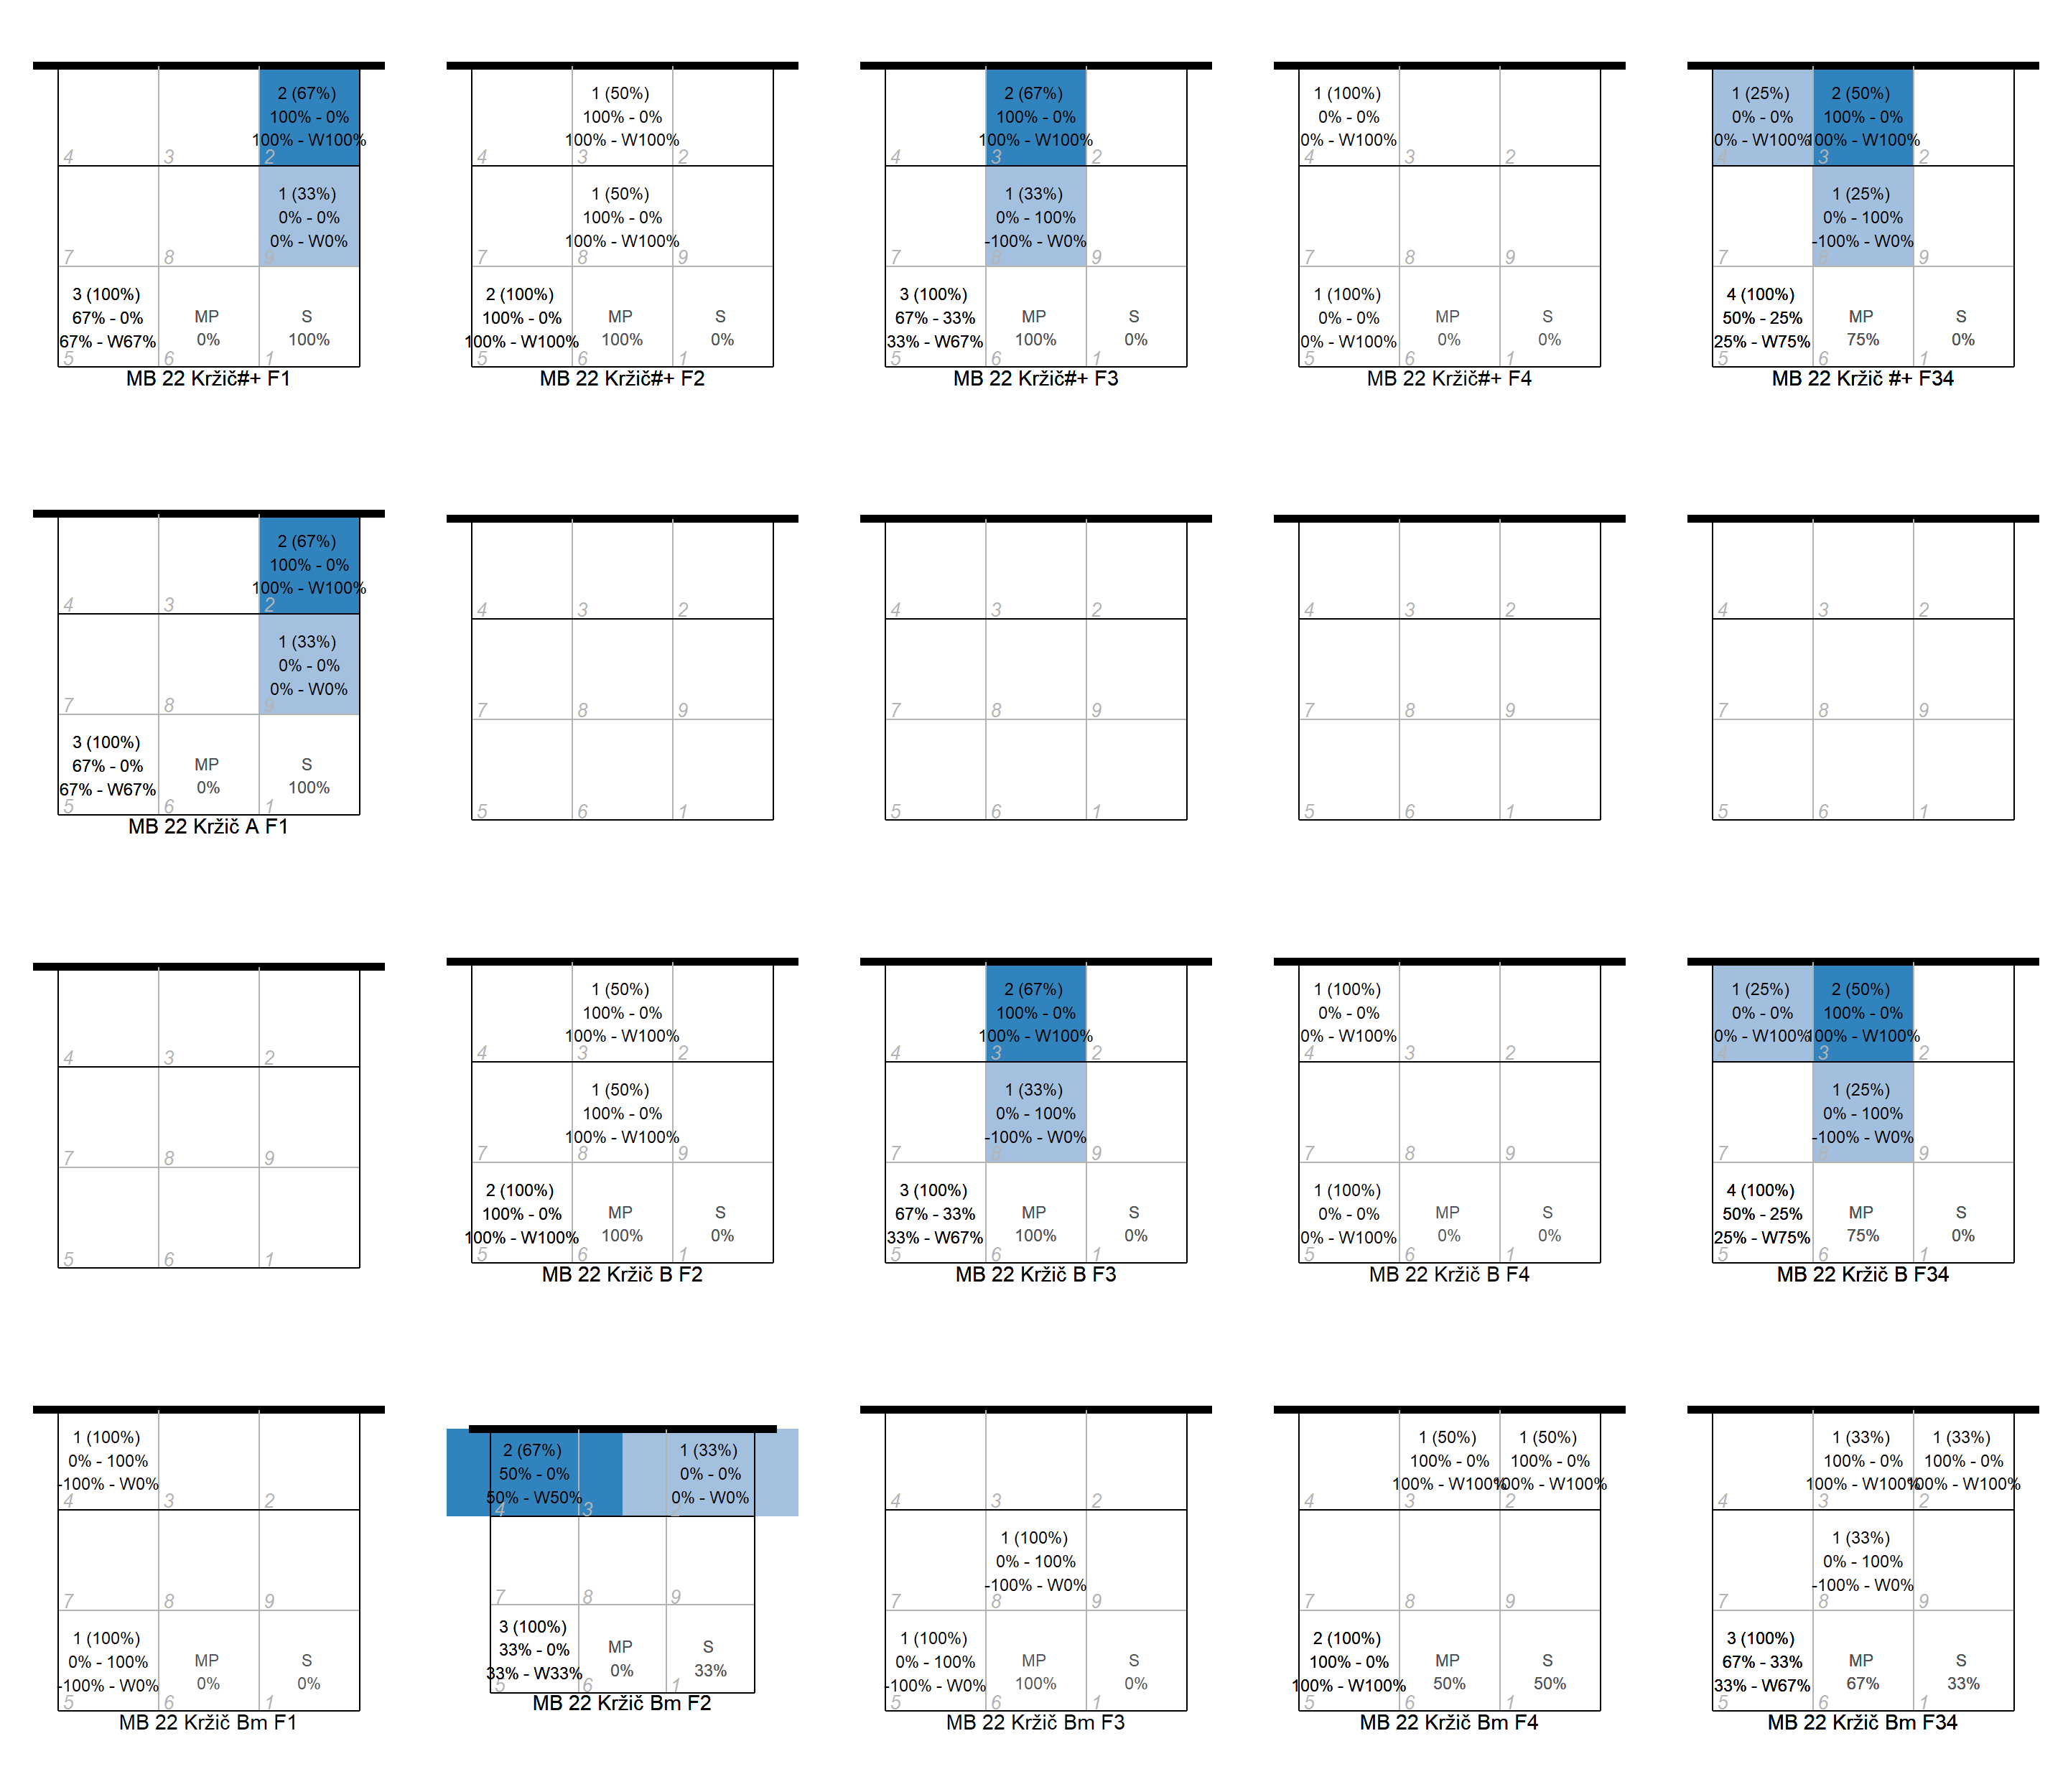 2 (67%)
100% - 0%
100% - W100%
4 3 2
1 (33%)
0% - 0%
0% - W0%
7 8 9
3 (100%)
67% - 0%
67% - W67%
MP
0%
S
100%
5 6 1
MB 22 Kržič#+ F1
1 (50%)
100% - 0%
100% - W100%
4 3 2
1 (50%)
100% - 0%
100% - W100%
7 8 9
2 (100%)
100% - 0%
100% - W100%
MP
100%
S
0%
5 6 1
MB 22 Kržič#+ F2
2 (67%)
100% - 0%
100% - W100%
4 3 2
1 (33%)
0% - 100%
-100% - W0%
7 8 9
3 (100%)
67% - 33%
33% - W67%
MP
100%
S
0%
5 6 1
MB 22 Kržič#+ F3
1 (100%)
0% - 0%
0% - W100%
4 3 2
7 8 9
1 (100%)
0% - 0%
0% - W100%
MP
0%
S
0%
5 6 1
MB 22 Kržič#+ F4
1 (25%)
0% - 0%
0% - W100%
2 (50%)
100% - 0%
100% - W100%
4 3 2
1 (25%)
0% - 100%
-100% - W0%
7 8 9
4 (100%)
50% - 25%
25% - W75%
MP
75%
S
0%
5 6 1
MB 22 Kržič #+ F34
2 (67%)
100% - 0%
100% - W100%
4 3 2
1 (33%)
0% - 0%
0% - W0%
7 8 9
3 (100%)
67% - 0%
67% - W67%
MP
0%
S
100%
5 6 1
MB 22 Kržič A F1
4 3 2
7 8 9
5 6 1
4 3 2
7 8 9
5 6 1
4 3 2
7 8 9
5 6 1
4 3 2
7 8 9
5 6 1
4 3 2
7 8 9
5 6 1
1 (50%)
100% - 0%
100% - W100%
4 3 2
1 (50%)
100% - 0%
100% - W100%
7 8 9
2 (100%)
100% - 0%
100% - W100%
MP
100%
S
0%
5 6 1
MB 22 Kržič B F2
2 (67%)
100% - 0%
100% - W100%
4 3 2
1 (33%)
0% - 100%
-100% - W0%
7 8 9
3 (100%)
67% - 33%
33% - W67%
MP
100%
S
0%
5 6 1
MB 22 Kržič B F3
1 (100%)
0% - 0%
0% - W100%
4 3 2
7 8 9
1 (100%)
0% - 0%
0% - W100%
MP
0%
S
0%
5 6 1
MB 22 Kržič B F4
1 (25%)
0% - 0%
0% - W100%
2 (50%)
100% - 0%
100% - W100%
4 3 2
1 (25%)
0% - 100%
-100% - W0%
7 8 9
4 (100%)
50% - 25%
25% - W75%
MP
75%
S
0%
5 6 1
MB 22 Kržič B F34
1 (100%)
0% - 100%
-100% - W0%
4 3 2
7 8 9
1 (100%)
0% - 100%
-100% - W0%
MP
0%
S
0%
5 6 1
MB 22 Kržič Bm F1
2 (67%)
50% - 0%
50% - W50%
1 (33%)
0% - 0%
0% - W0%
4 3 2
7 8 9
3 (100%)
33% - 0%
33% - W33%
MP
0%
S
33%
5 6 1
MB 22 Kržič Bm F2
4 3 2
1 (100%)
0% - 100%
-100% - W0%
7 8 9
1 (100%)
0% - 100%
-100% - W0%
MP
100%
S
0%
5 6 1
MB 22 Kržič Bm F3
1 (50%)
100% - 0%
100% - W100%
1 (50%)
100% - 0%
100% - W100%
4 3 2
7 8 9
2 (100%)
100% - 0%
100% - W100%
MP
50%
S
50%
5 6 1
MB 22 Kržič Bm F4
1 (33%)
100% - 0%
100% - W100%
1 (33%)
100% - 0%
100% - W100%
4 3 2
1 (33%)
0% - 100%
-100% - W0%
7 8 9
3 (100%)
67% - 33%
33% - W67%
MP
67%
S
33%
5 6 1
MB 22 Kržič Bm F34